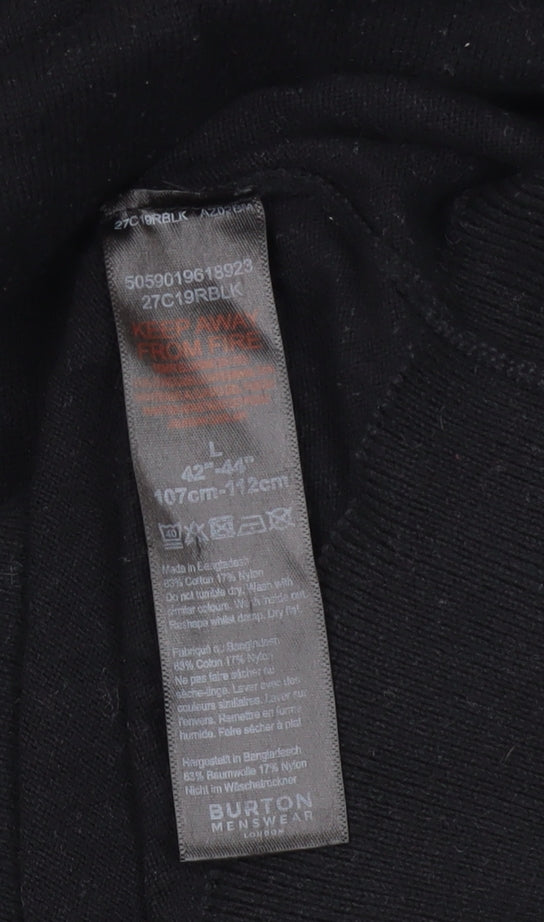 27C19RBLK
5059019618923
27C19RBLK
KEEP AWAY
FROM FIRE
L
42"-44"
107cm-112cm
40
Made in Bangladesh
83% Cotton 17% Nylon
Do not tumble dry. Wash with
similar colours. Wash inside out.
Reshape whilst damp. Dry flat.
Fabriqué au Bangladesh
83% Coton 17% Nylon
Ne pas faire sécher au
sèche-linge. Laver avec des
couleurs similaires. Laver sur
l'envers. Remettre en forme
humide. Faire sécher à plat
Hergestellt in Bangladesch
83% Baumwolle 17% Nylon
Nicht im Wäschetrockner
BURTON
MENSWEAR
LONDON